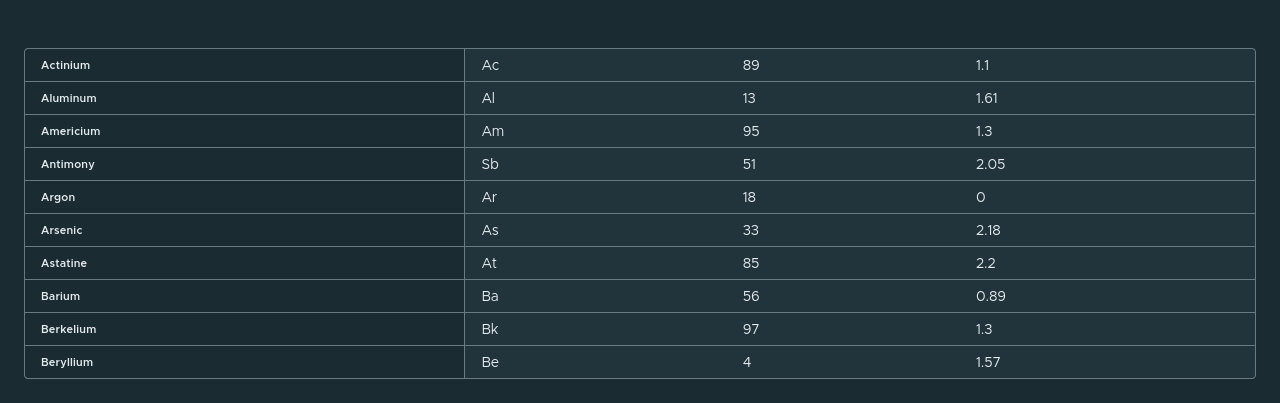 Actinium Ac 89 1.1
Aluminum Al 13 1.61
Americium Am 95 1.3
Antimony Sb 51 2.05
Argon Ar 18 0
Arsenic As 33 2.18
Astatine At 85 2.2
Barium Ba 56 0.89
Berkelium Bk 97 1.3
Beryllium Be 4 1.57